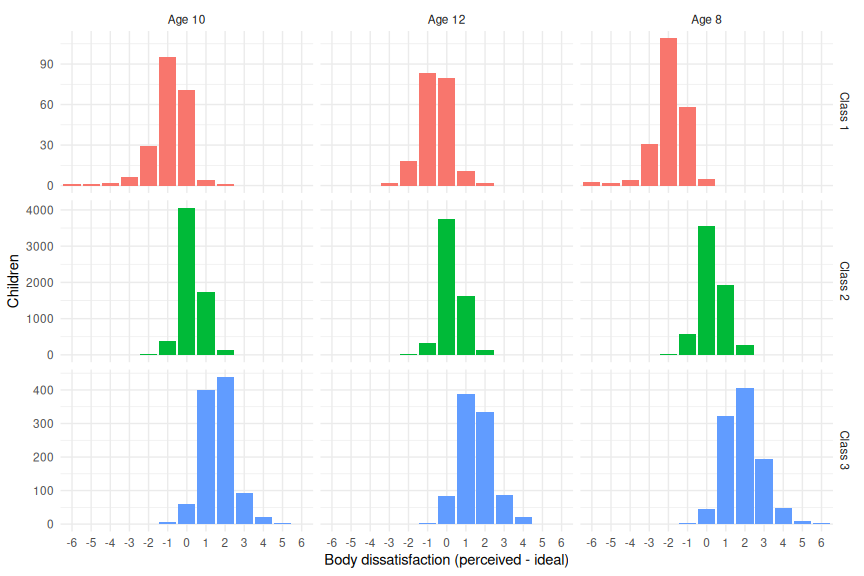 Age 10 Age 12 Age 8
90
60
30
0
Class 1
4000
3000
2000
1000
0
Class 2
400
300
200
100
0
Class 3
Children
-6 -5 -4 -3 -2 -1 0 1 2 3 4 5 6 -6 -5 -4 -3 -2 -1 0 1 2 3 4 5 6 -6 -5 -4 -3 -2 -1 0 1 2 3 4 5 6
Body dissatisfaction (perceived - ideal)